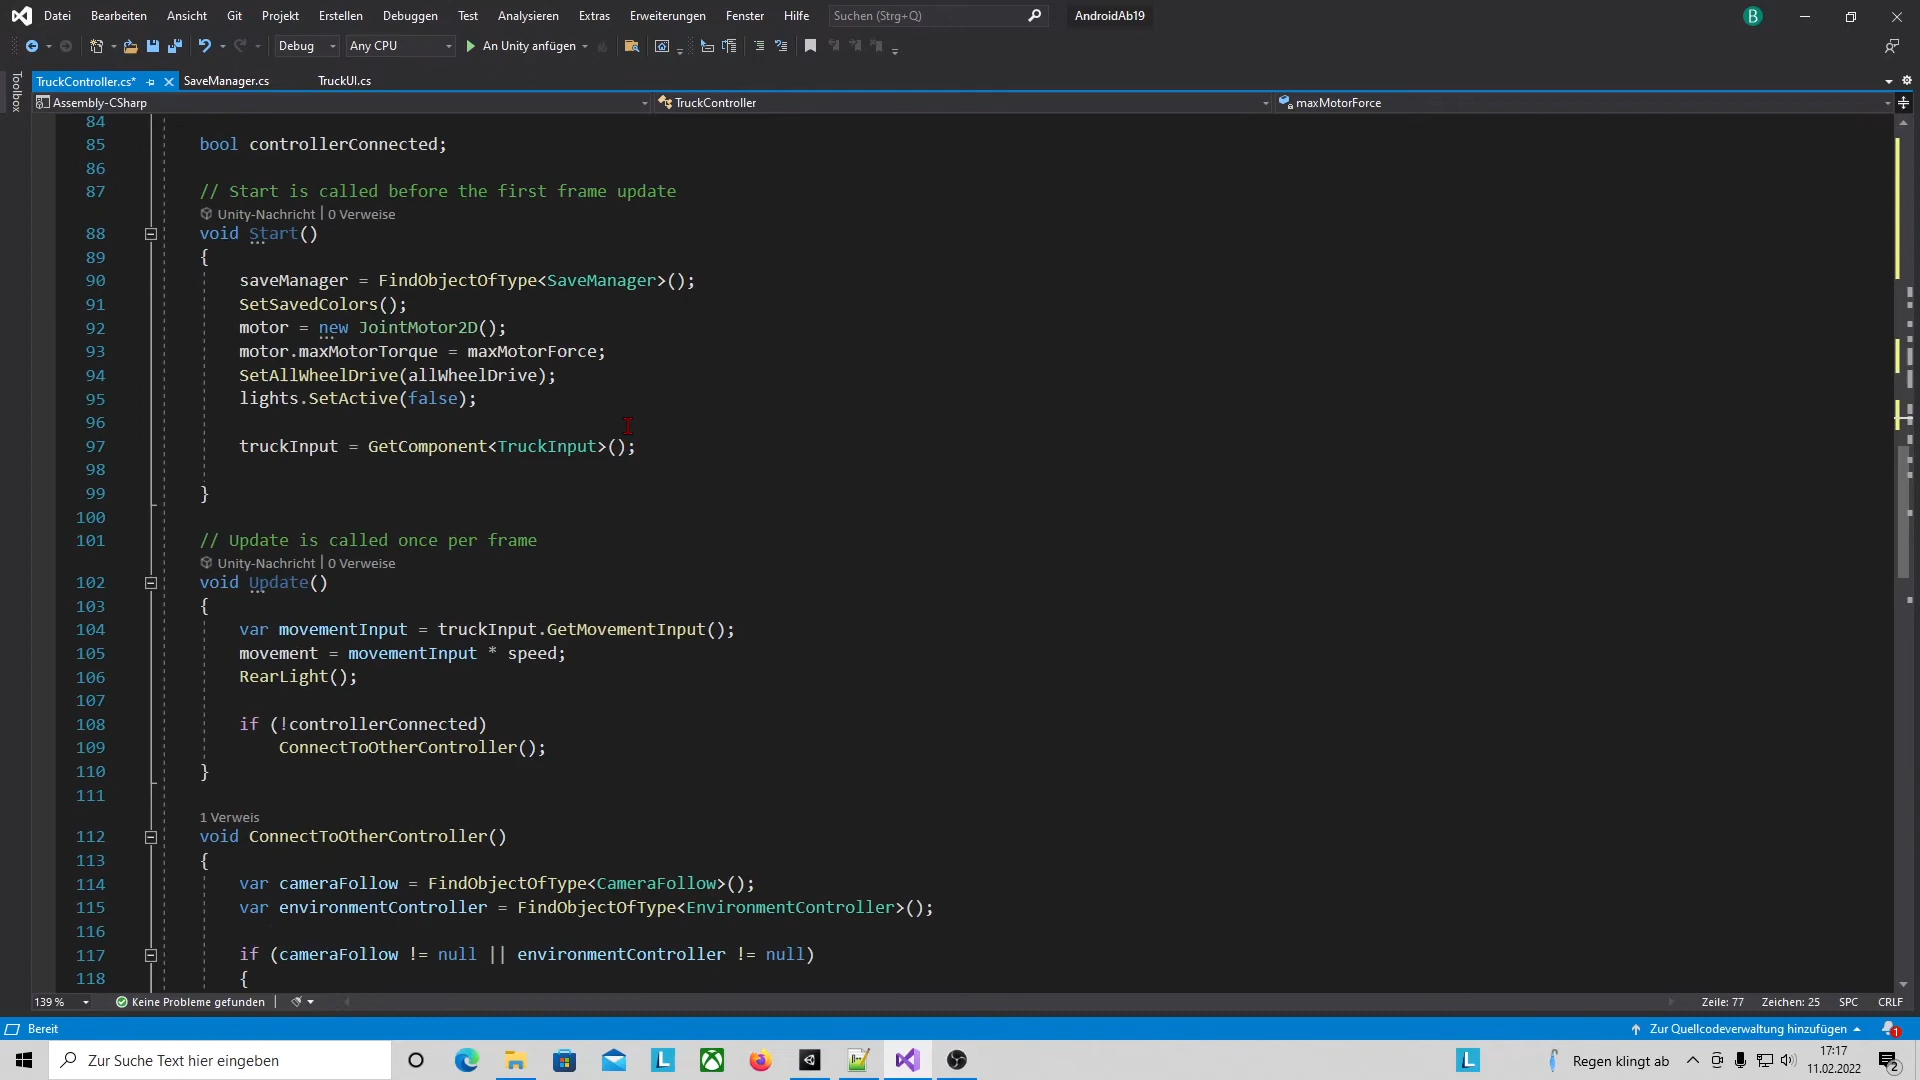 Datei Bearbeiten Ansicht Git Projekt Erstellen Debuggen Test Analysieren Extras Erweiterungen Fenster Hilfe Suchen (Strg+Q) AndroidAb19 B
Debug Any CPU An Unity anfügen
Toolbox
TruckController.cs* SaveManager.cs TruckUI.cs
Assembly-CSharp TruckController maxMotorForce
84
85 bool controllerConnected;
86
87 // Start is called before the first frame update
Unity-Nachricht | 0 Verweise
88 void Start()
89 {
90 saveManager = FindObjectOfType<SaveManager>();
91 SetSavedColors();
92 motor = new JointMotor2D();
93 motor.maxMotorTorque = maxMotorForce;
94 SetAllWheelDrive(allWheelDrive);
95 lights.SetActive(false);
96
97 truckInput = GetComponent<TruckInput>();
98
99 }
100
101 // Update is called once per frame
Unity-Nachricht | 0 Verweise
102 void Update()
103 {
104 var movementInput = truckInput.GetMovementInput();
105 movement = movementInput * speed;
106 RearLight();
107
108 if (!controllerConnected)
109 ConnectToOtherController();
110 }
111
1 Verweis
112 void ConnectToOtherController()
113 {
114 var cameraFollow = FindObjectOfType<CameraFollow>();
115 var environmentController = FindObjectOfType<EnvironmentController>();
116
117 if (cameraFollow != null || environmentController != null)
118 {
139 % Keine Probleme gefunden Zeile: 77 Zeichen: 25 SPC CRLF
Bereit Zur Quellcodeverwaltung hinzufügen 1
Zur Suche Text hier eingeben L L Regen klingt ab 17:17
11.02.2022 2